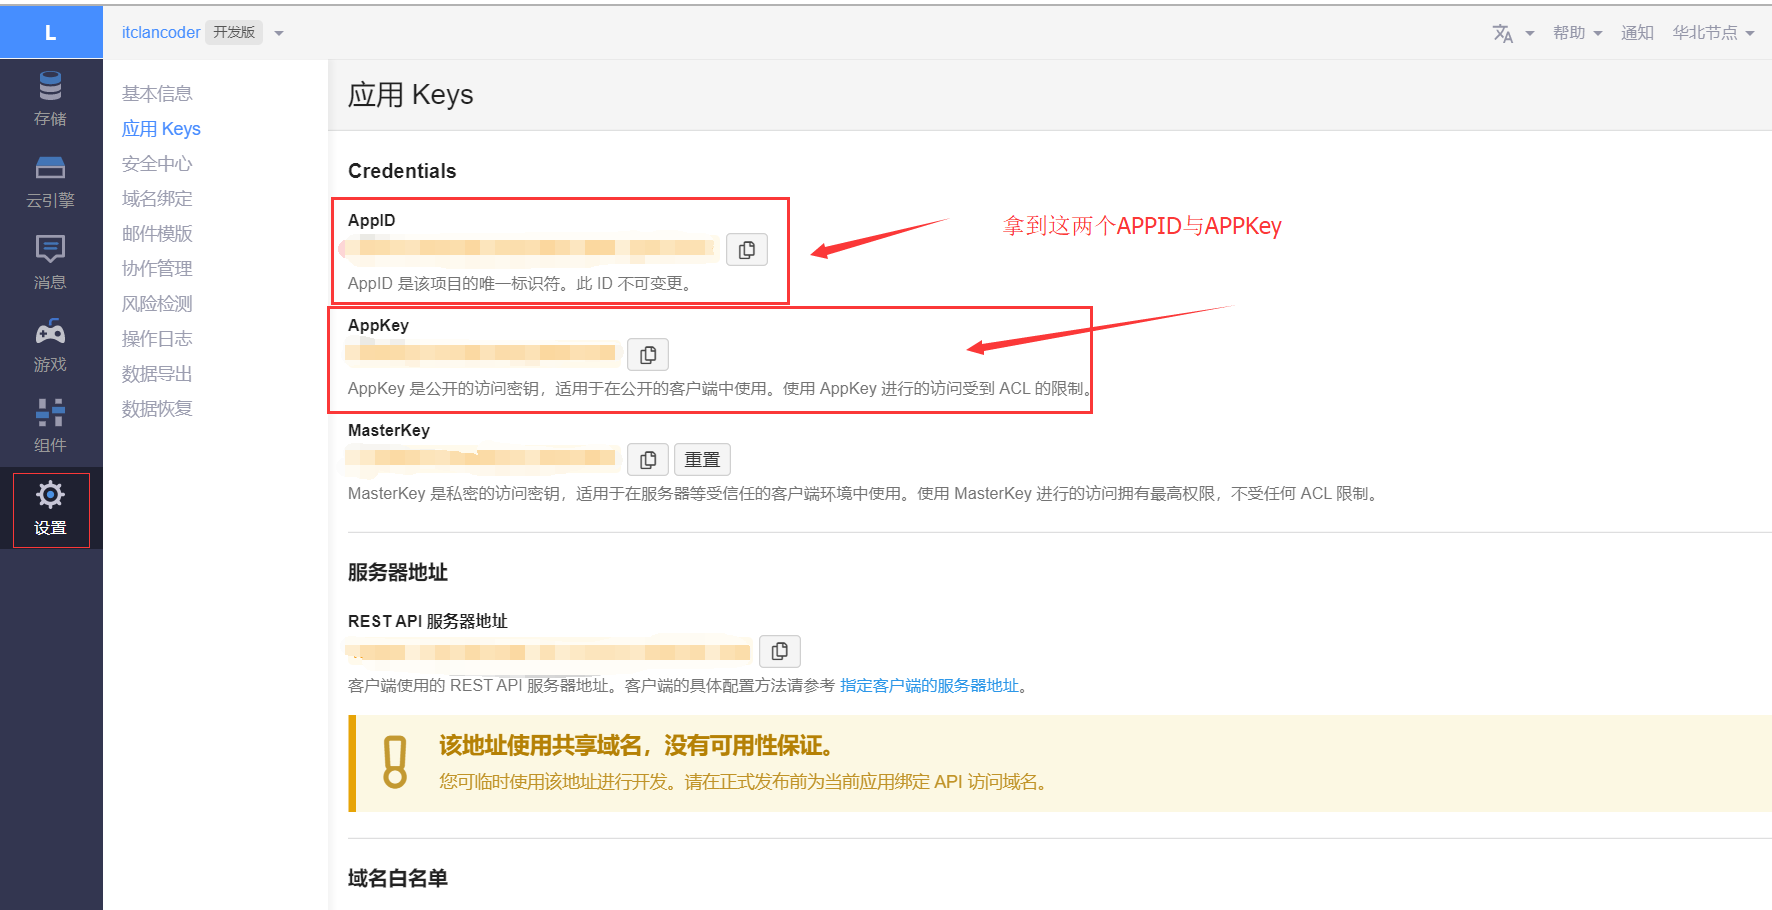 L
itclancoder 开发版
帮助
通知
华北节点
存储
云引擎
消息
游戏
组件
设置
基本信息
应用 Keys
安全中心
域名绑定
邮件模版
协作管理
风险检测
操作日志
数据导出
数据恢复
应用 Keys
Credentials
AppID
AppID 是该项目的唯一标识符。此 ID 不可变更。
拿到这两个APPID与APPKey
AppKey
AppKey 是公开的访问密钥，适用于在公开的客户端中使用。使用 AppKey 进行的访问受到 ACL 的限制。
MasterKey
重置
MasterKey 是私密的访问密钥，适用于在服务器等受信任的客户端环境中使用。使用 MasterKey 进行的访问拥有最高权限，不受任何 ACL 限制。
服务器地址
REST API 服务器地址
客户端使用的 REST API 服务器地址。客户端的具体配置方法请参考 指定客户端的服务器地址。
该地址使用共享域名，没有可用性保证。
您可临时使用该地址进行开发。请在正式发布前为当前应用绑定 API 访问域名。
域名白名单